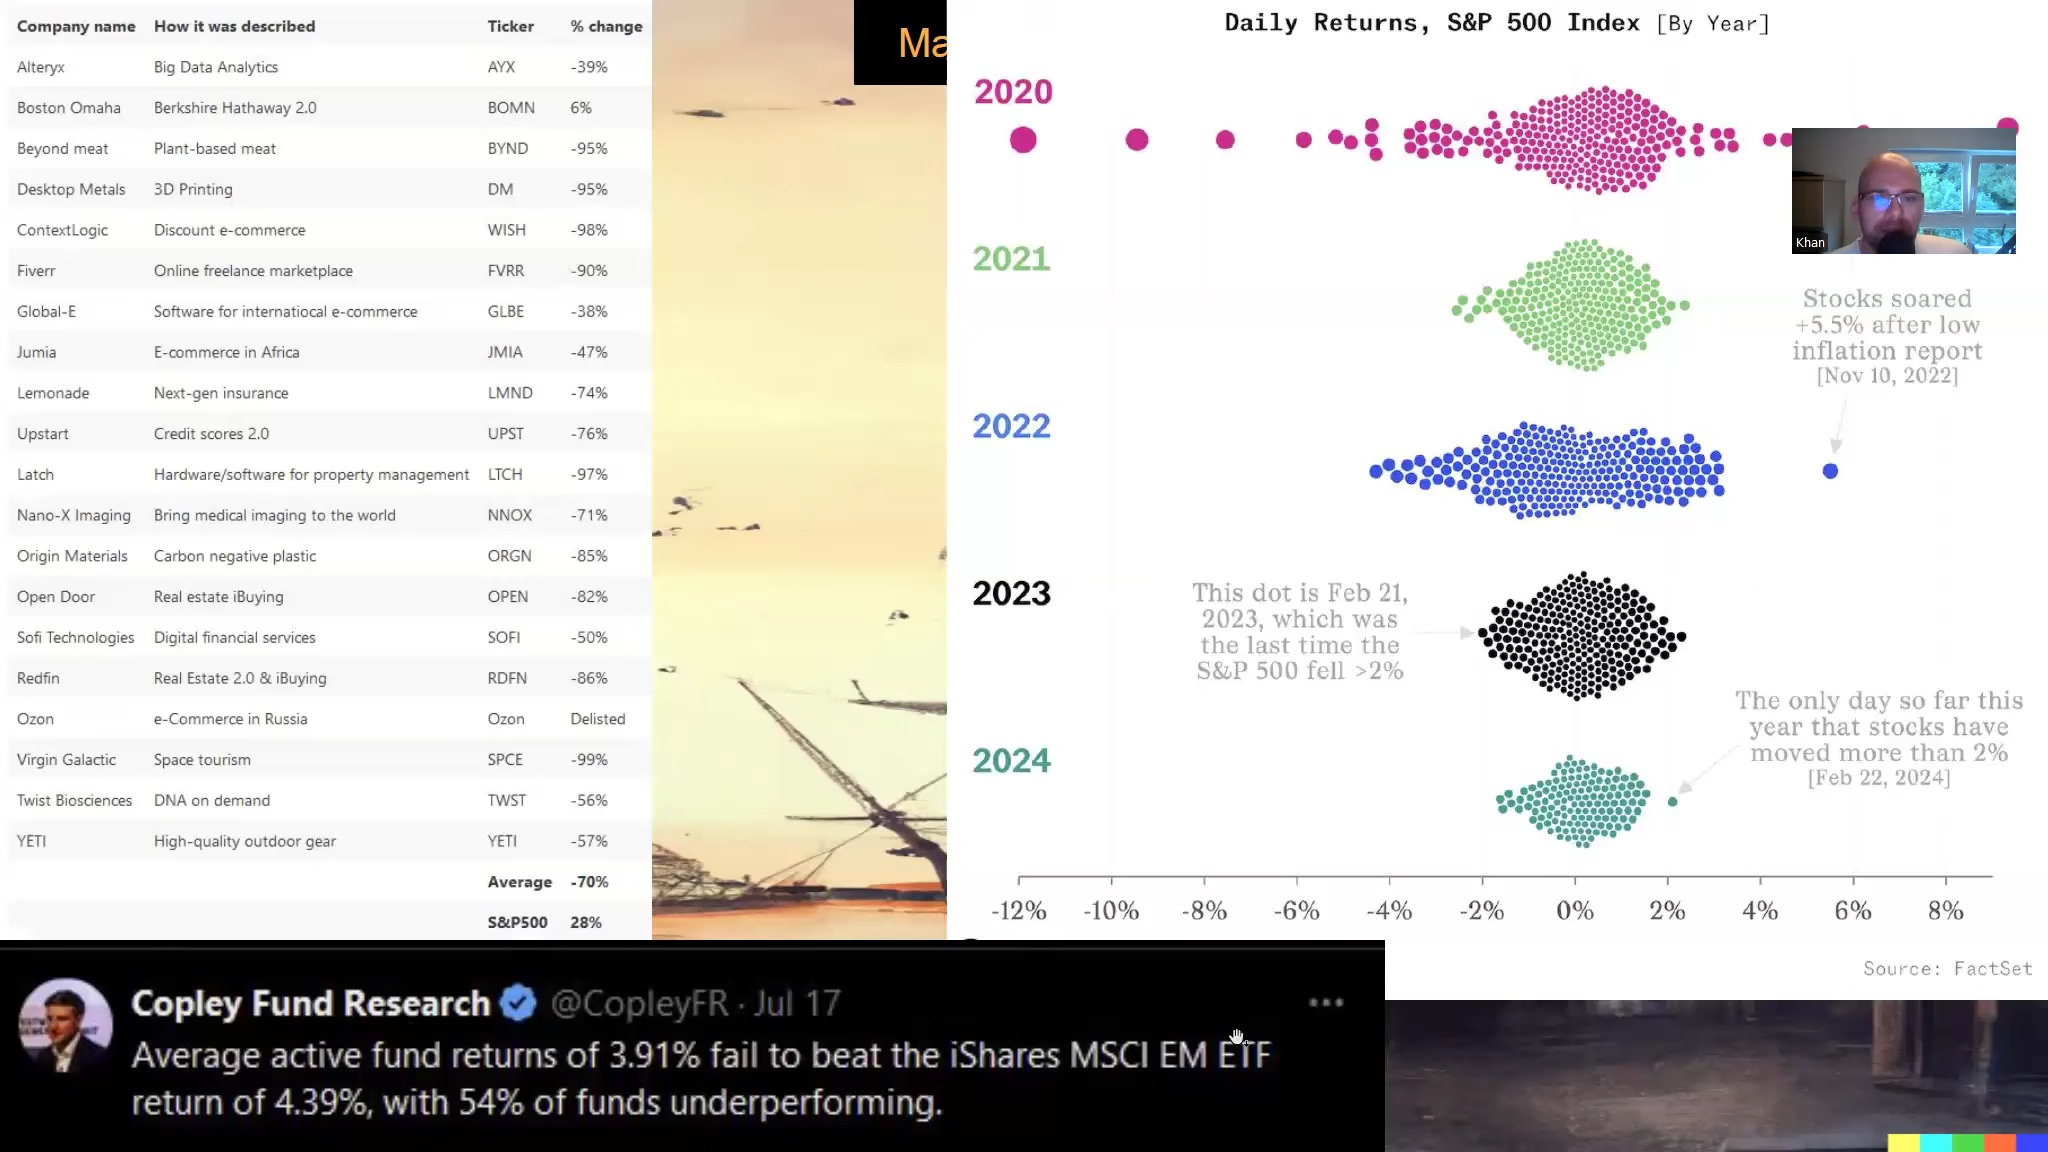 Company name How it was described Ticker % change
Alteryx Big Data Analytics AYX -39%
Boston Omaha Berkshire Hathaway 2.0 BOMN 6%
Beyond meat Plant-based meat BYND -95%
Desktop Metals 3D Printing DM -95%
ContextLogic Discount e-commerce WISH -98%
Fiverr Online freelance marketplace FVRR -90%
Global-E Software for internatiocal e-commerce GLBE -38%
Jumia E-commerce in Africa JMIA -47%
Lemonade Next-gen insurance LMND -74%
Upstart Credit scores 2.0 UPST -76%
Latch Hardware/software for property management LTCH -97%
Nano-X Imaging Bring medical imaging to the world NNOX -71%
Origin Materials Carbon negative plastic ORGN -85%
Open Door Real estate iBuying OPEN -82%
Sofi Technologies Digital financial services SOFI -50%
Redfin Real Estate 2.0 & iBuying RDFN -86%
Ozon e-Commerce in Russia Ozon Delisted
Virgin Galactic Space tourism SPCE -99%
Twist Biosciences DNA on demand TWST -56%
YETI High-quality outdoor gear YETI -57%
Average -70%
S&P500 28%
Ma
Daily Returns, S&P 500 Index [By Year]
2020
Khan
2021
Stocks soared
+5.5% after low
inflation report
[Nov 10, 2022]
2022
2023
This dot is Feb 21,
2023, which was
the last time the
S&P 500 fell >2%
The only day so far this
year that stocks have
moved more than 2%
[Feb 22, 2024]
2024
-12% -10% -8% -6% -4% -2% 0% 2% 4% 6% 8%
Source: FactSet
Copley Fund Research @CopleyFR · Jul 17
Average active fund returns of 3.91% fail to beat the iShares MSCI EM ETF
return of 4.39%, with 54% of funds underperforming.